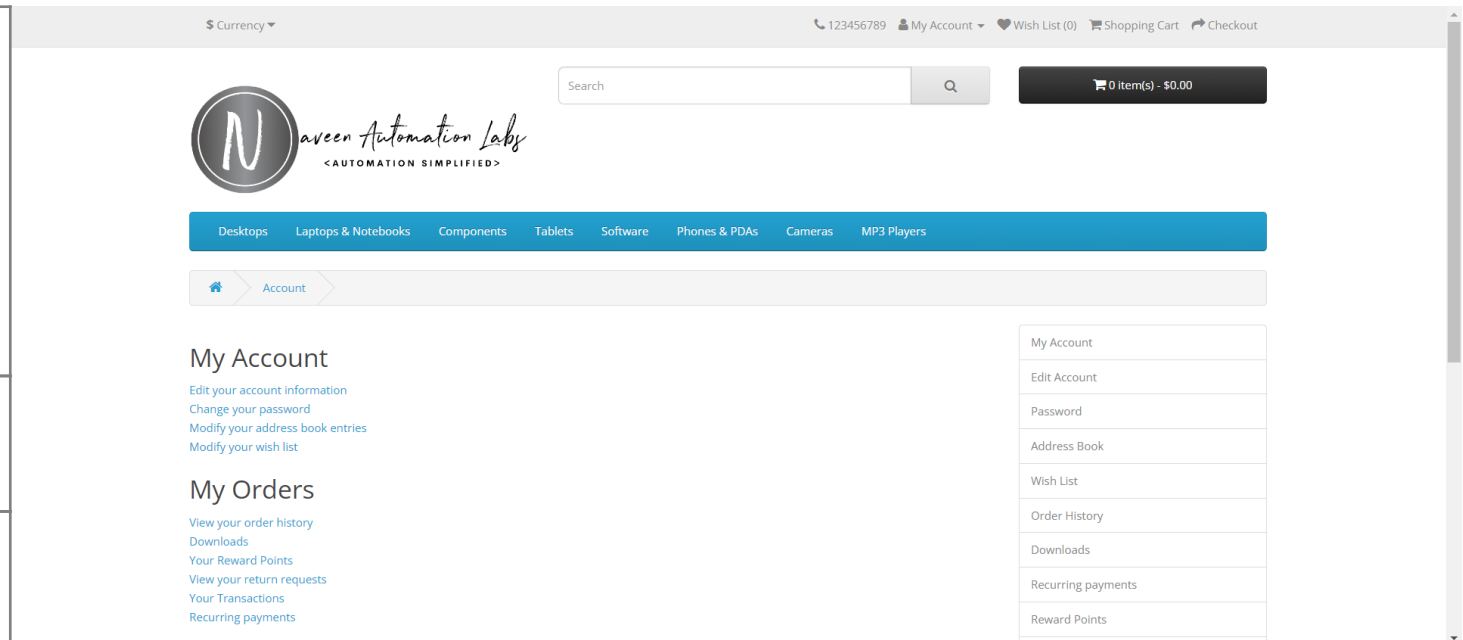 $ Currency
123456789 My Account Wish List (0) Shopping Cart Checkout
Search
0 item(s) - $0.00
N
aveen Automation Labs
<AUTOMATION SIMPLIFIED>
Desktops Laptops & Notebooks Components Tablets Software Phones & PDAs Cameras MP3 Players
Account
My Account
Edit your account information
Change your password
Modify your address book entries
Modify your wish list
My Orders
View your order history
Downloads
Your Reward Points
View your return requests
Your Transactions
Recurring payments
My Account
Edit Account
Password
Address Book
Wish List
Order History
Downloads
Recurring payments
Reward Points